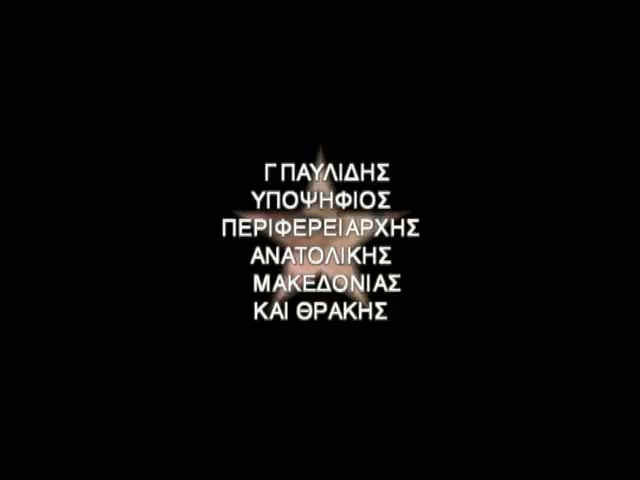 Γ ΠΑΥΛΙΔΗΣ
ΥΠΟΨΗΦΙΟΣ
ΠΕΡΙΦΕΡΕΙΑΡΧΗΣ
ΑΝΑΤΟΛΙΚΗΣ
ΜΑΚΕΔΟΝΙΑΣ
ΚΑΙ ΘΡΑΚΗΣ